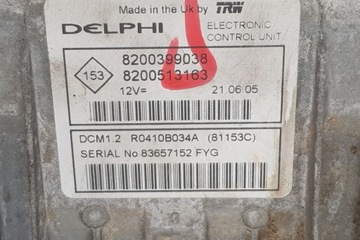 Made in the Uk by TRW
DELPHI
ELECTRONIC
CONTROL UNIT
153
8200399038
8200513163
12V=
21.06.05
DCM1.2 R0410B034A (81153C)
SERIAL No 83657152 FYG